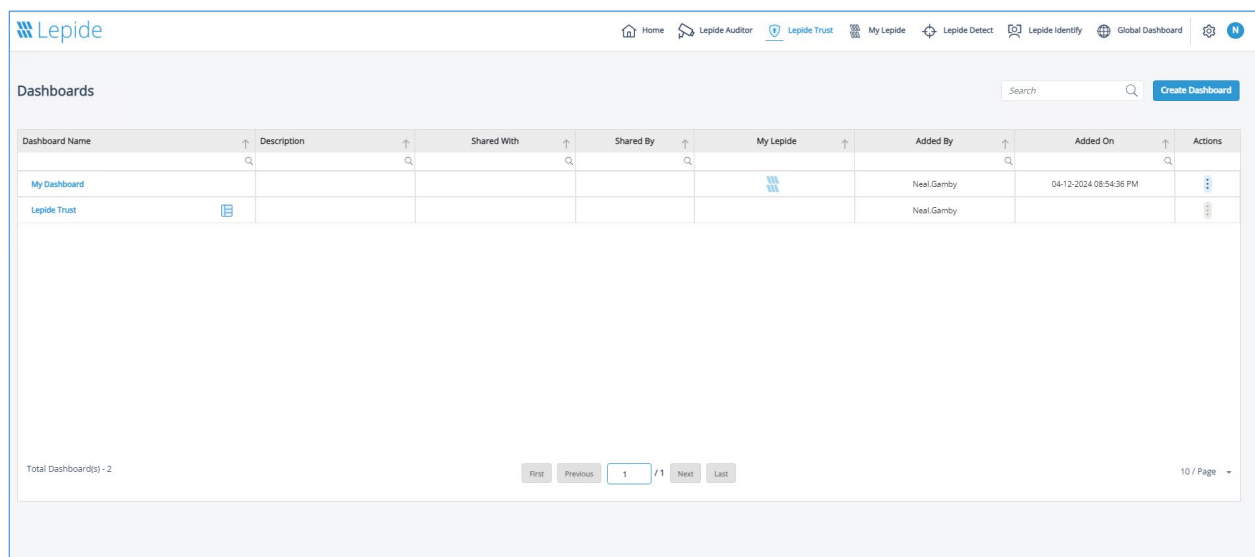 Lepide
Home Lepide Auditor Lepide Trust My Lepide Lepide Detect Lepide Identify Global Dashboard N
Dashboards
Search Create Dashboard
Dashboard Name Description Shared With Shared By My Lepide Added By Added On Actions
My Dashboard Neal.Gamby 04-12-2024 08:54:36 PM
Lepide Trust Neal.Gamby
Total Dashboard(s) - 2 First Previous 1 / 1 Next Last 10 / Page